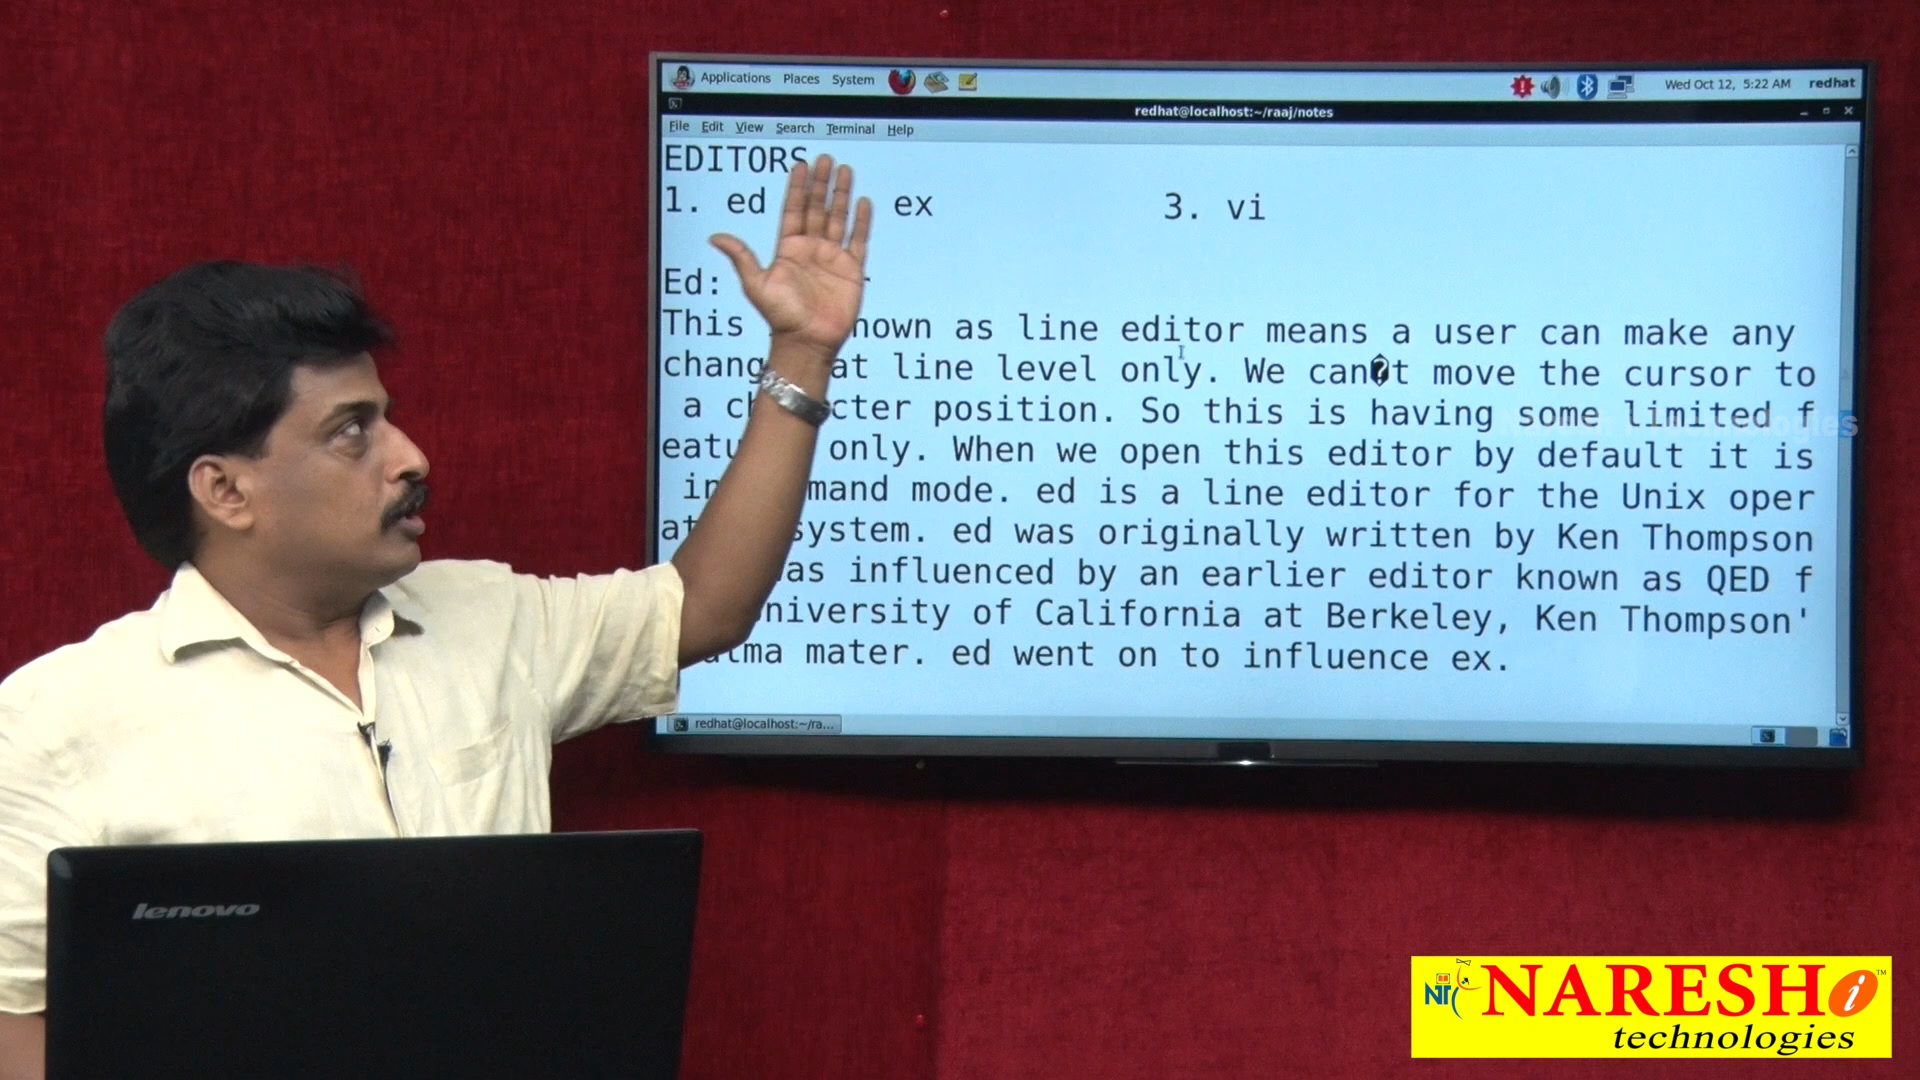 Applications Places System
Wed Oct 12, 5:22 AM redhat
redhat@localhost:~/raaj/notes
File Edit View Search Terminal Help
EDITORS
1. ed ex 3. vi
Ed:
This nown as line editor means a user can make any
chang at line level only. We can�t move the cursor to
a c cter position. So this is having some limited f
eatu only. When we open this editor by default it is
in mand mode. ed is a line editor for the Unix oper
at system. ed was originally written by Ken Thompson
as influenced by an earlier editor known as QED f
niversity of California at Berkeley, Ken Thompson'
alma mater. ed went on to influence ex.
redhat@localhost:~/ra...
lenovo
NARESH i ™
technologies